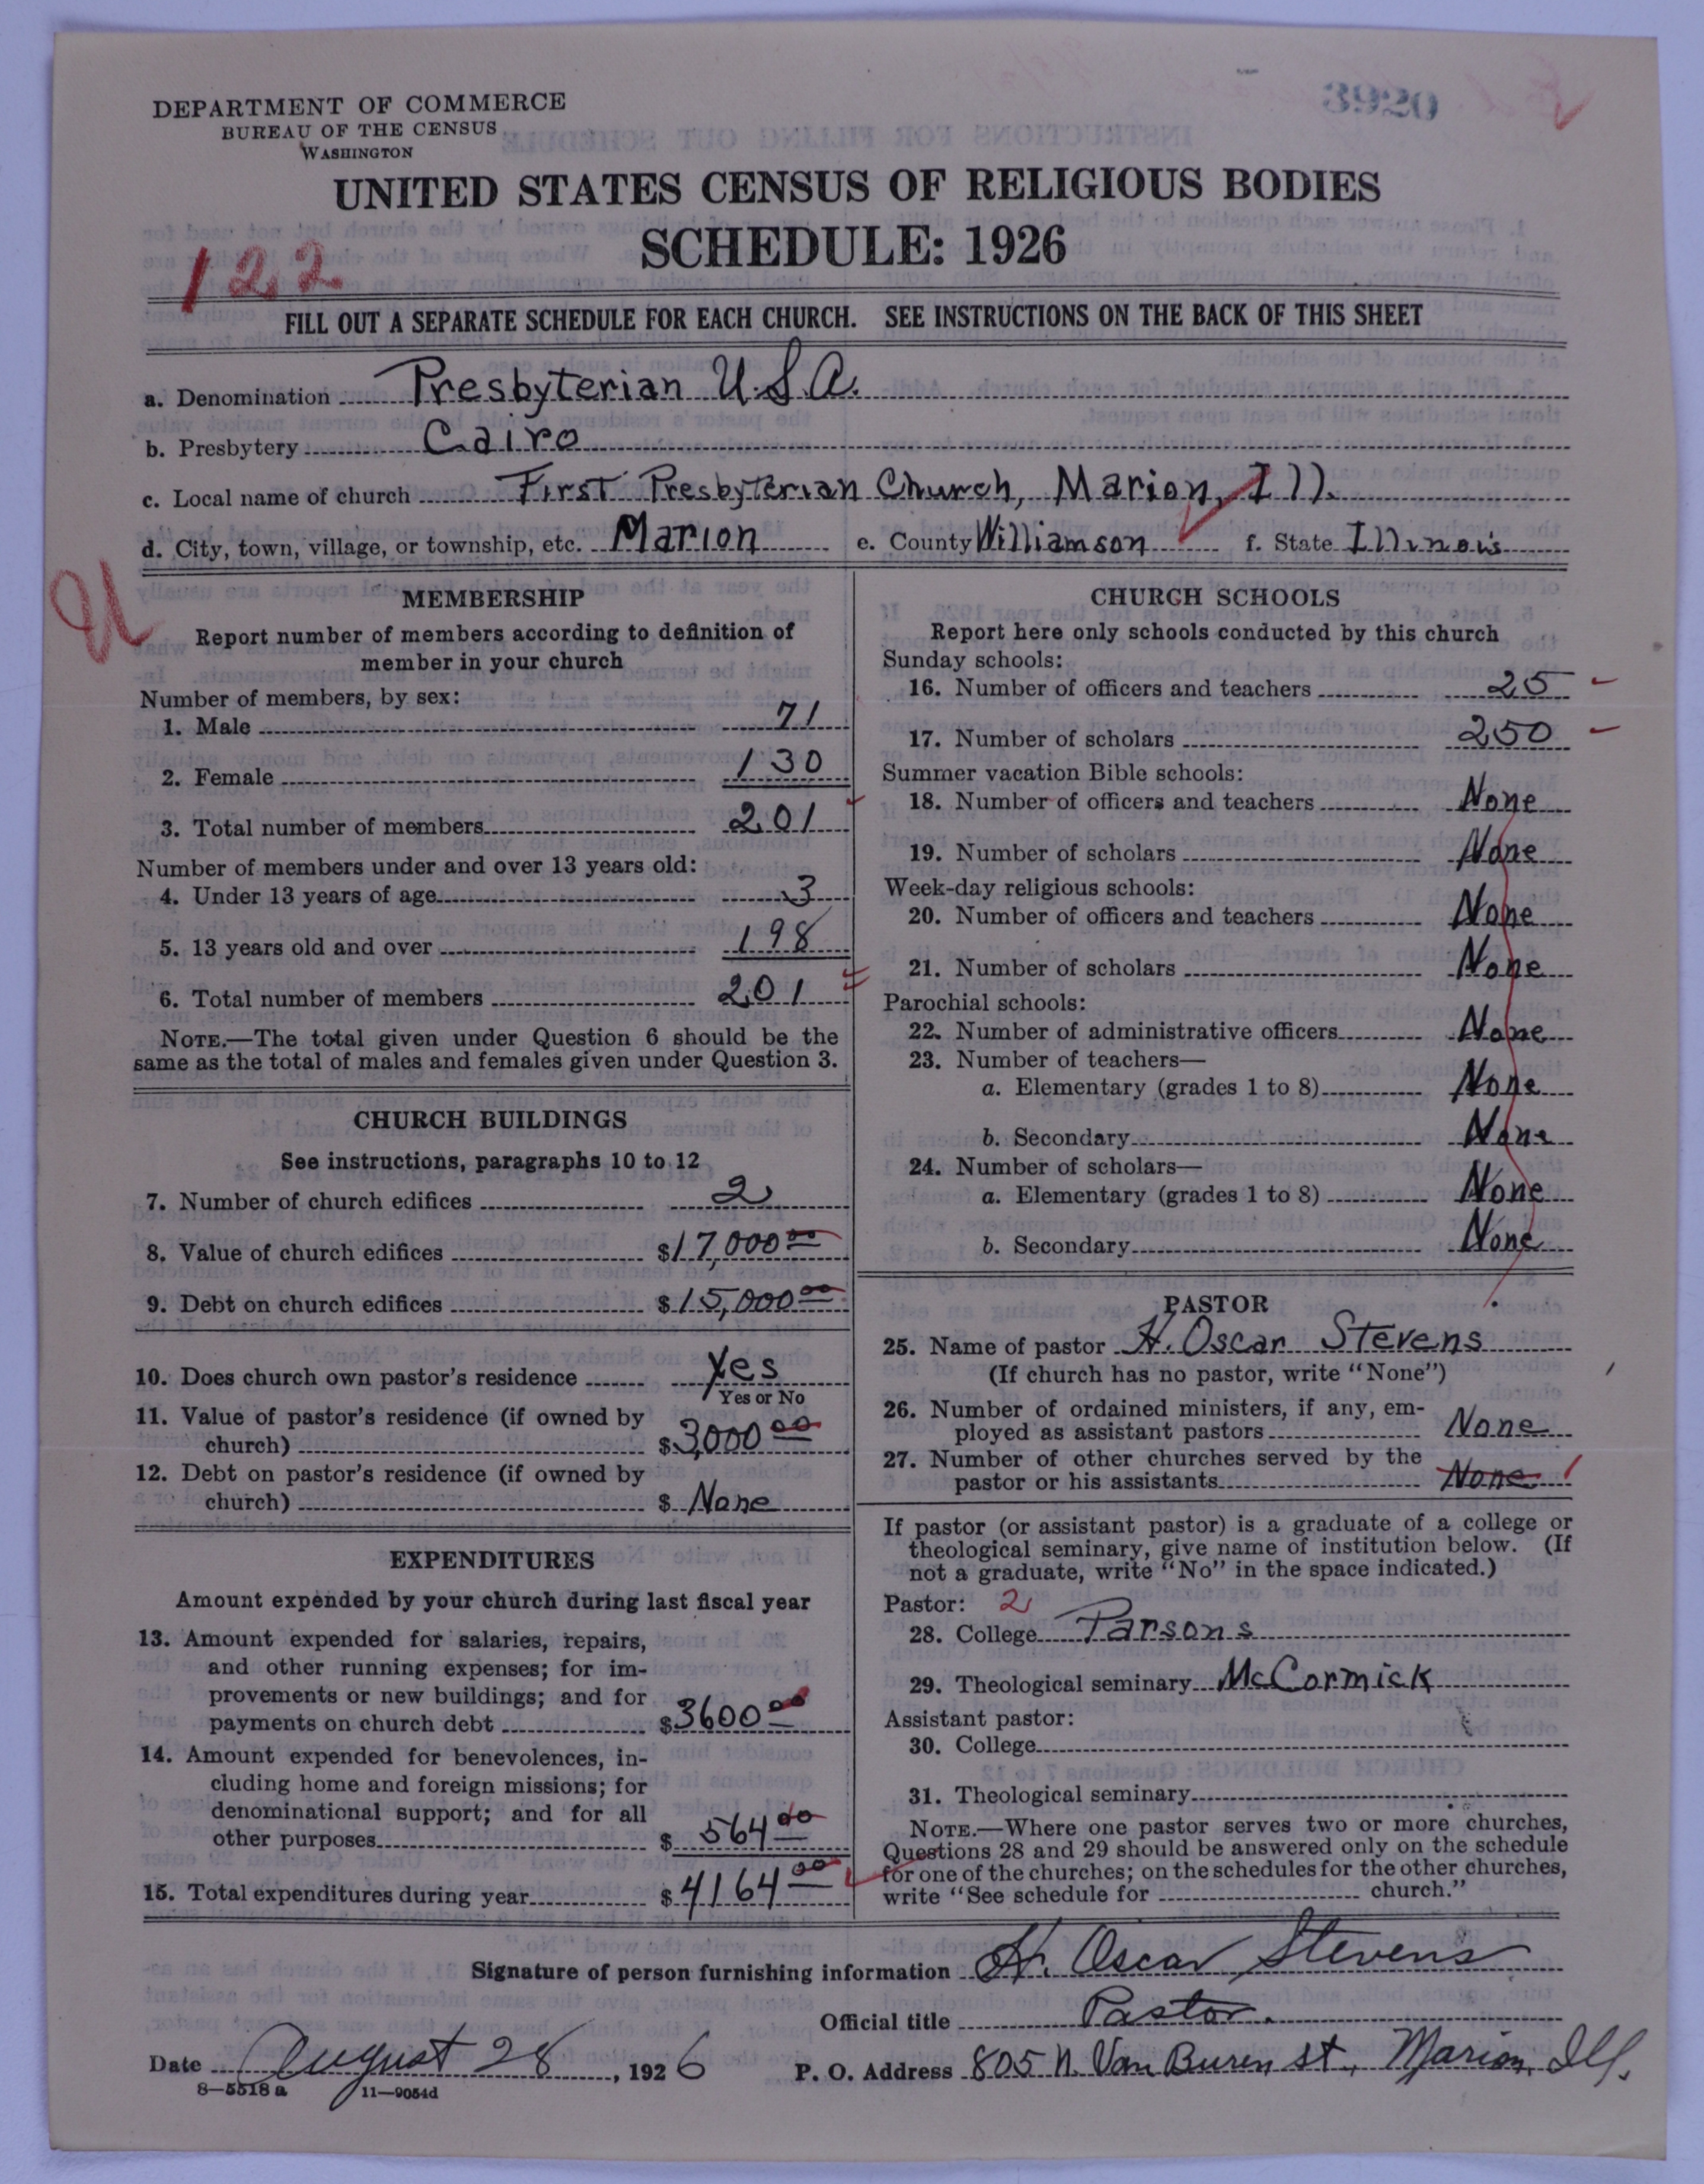 3920
DEPARTMENT OF COMMERCE
BUREAU OF THE CENSUS
WASHINGTON
UNITED STATES CENSUS OF RELIGIOUS BODIES
SCHEDULE: 1926
122
FILL OUT A SEPARATE SCHEDULE FOR EACH CHURCH. SEE INSTRUCTIONS ON THE BACK OF THIS SHEET
a. Denomination Presbyterian U.S.A.
b. Presbytery Cairo
c. Local name of church First Presbyterian Church, Marion, Ill.
d. City, town, village, or township, etc. Marion e. County Williamson f. State Illinois
MEMBERSHIP
Report number of members according to definition of
member in your church
Number of members, by sex:
1. Male 71
2. Female 130
3. Total number of members 201
Number of members under and over 13 years old:
4. Under 13 years of age 3
5. 13 years old and over 198
6. Total number of members 201
NOTE.—The total given under Question 6 should be the
same as the total of males and females given under Question 3.
CHURCH BUILDINGS
See instructions, paragraphs 10 to 12
7. Number of church edifices 2
8. Value of church edifices $17,000 00
9. Debt on church edifices $15,000 00
10. Does church own pastor's residence Yes
Yes or No
11. Value of pastor's residence (if owned by
church) $3,000 00
12. Debt on pastor's residence (if owned by
church) $ None
EXPENDITURES
Amount expended by your church during last fiscal year
13. Amount expended for salaries, repairs,
and other running expenses; for im-
provements or new buildings; and for
payments on church debt $3600 00
14. Amount expended for benevolences, in-
cluding home and foreign missions; for
denominational support; and for all
other purposes $ 564 00
15. Total expenditures during year $4164 00
CHURCH SCHOOLS
Report here only schools conducted by this church
Sunday schools:
16. Number of officers and teachers 25
17. Number of scholars 250
Summer vacation Bible schools:
18. Number of officers and teachers None
19. Number of scholars None
Week-day religious schools:
20. Number of officers and teachers None
21. Number of scholars None
Parochial schools:
22. Number of administrative officers None
23. Number of teachers—
a. Elementary (grades 1 to 8) None
b. Secondary None
24. Number of scholars—
a. Elementary (grades 1 to 8) None
b. Secondary None
PASTOR
25. Name of pastor H. Oscar Stevens
(If church has no pastor, write "None")
26. Number of ordained ministers, if any, em-
ployed as assistant pastors None
27. Number of other churches served by the
pastor or his assistants None
If pastor (or assistant pastor) is a graduate of a college or
theological seminary, give name of institution below. (If
not a graduate, write "No" in the space indicated.)
Pastor: 2
28. College Parsons
29. Theological seminary McCormick
Assistant pastor:
30. College
31. Theological seminary
NOTE.—Where one pastor serves two or more churches,
Questions 28 and 29 should be answered only on the schedule
for one of the churches; on the schedules for the other churches,
write "See schedule for church."
Signature of person furnishing information H. Oscar Stevens
Official title Pastor.
Date August 28, 1926 P. O. Address 805 N. Van Buren st., Marion, Ill.
8—5518 a 11—9054d